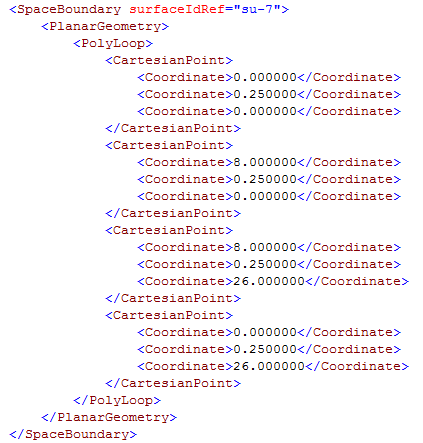 <SpaceBoundary surfaceIdRef="su-7">
    <PlanarGeometry>
        <PolyLoop>
            <CartesianPoint>
                <Coordinate>0.000000</Coordinate>
                <Coordinate>0.250000</Coordinate>
                <Coordinate>0.000000</Coordinate>
            </CartesianPoint>
            <CartesianPoint>
                <Coordinate>8.000000</Coordinate>
                <Coordinate>0.250000</Coordinate>
                <Coordinate>0.000000</Coordinate>
            </CartesianPoint>
            <CartesianPoint>
                <Coordinate>8.000000</Coordinate>
                <Coordinate>0.250000</Coordinate>
                <Coordinate>26.000000</Coordinate>
            </CartesianPoint>
            <CartesianPoint>
                <Coordinate>0.000000</Coordinate>
                <Coordinate>0.250000</Coordinate>
                <Coordinate>26.000000</Coordinate>
            </CartesianPoint>
        </PolyLoop>
    </PlanarGeometry>
</SpaceBoundary>